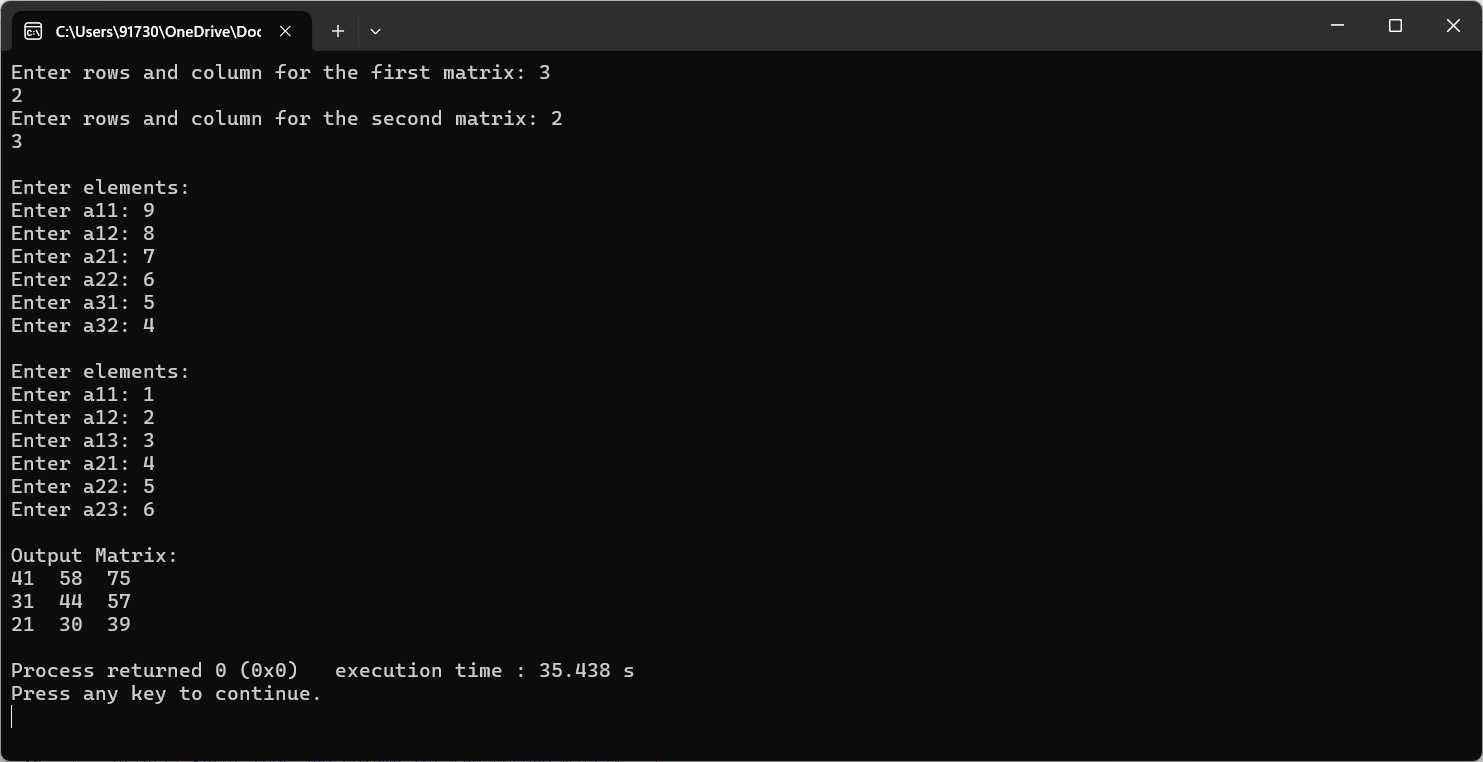 C:\Users\91730\OneDrive\Doc
Enter rows and column for the first matrix: 3
2
Enter rows and column for the second matrix: 2
3
Enter elements:
Enter a11: 9
Enter a12: 8
Enter a21: 7
Enter a22: 6
Enter a31: 5
Enter a32: 4
Enter elements:
Enter a11: 1
Enter a12: 2
Enter a13: 3
Enter a21: 4
Enter a22: 5
Enter a23: 6
Output Matrix:
41  58  75
31  44  57
21  30  39
Process returned 0 (0x0)   execution time : 35.438 s
Press any key to continue.